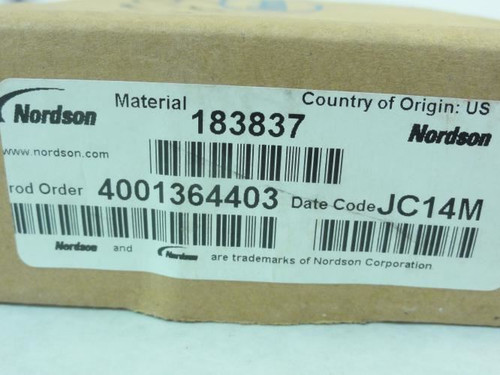 Nordson Material 183837 Country of Origin: US
Nordson
www.nordson.com
rod Order 4001364403 Date Code JC14M
Nordson and Nordson are trademarks of Nordson Corporation